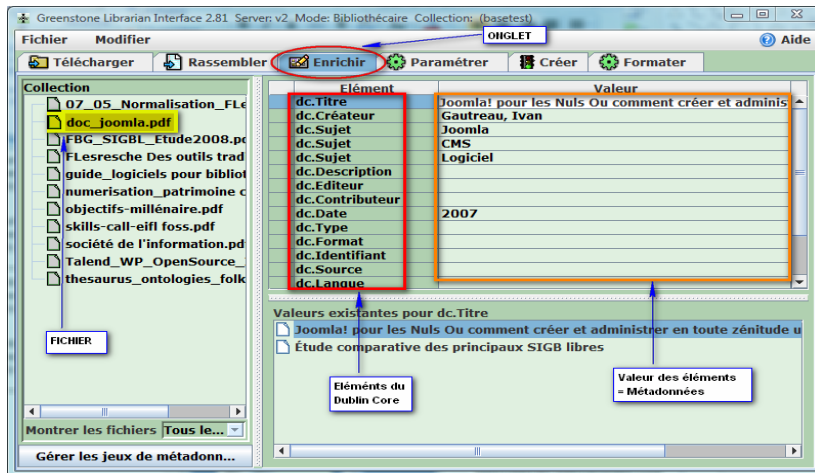 Greenstone Librarian Interface 2.81 Server: v2 Mode: Bibliothécaire Collection: (basetest)
Fichier Modifier
ONGLET
Aide
Télécharger Rassembler Enrichir Paramétrer Créer Formater
Collection
07_05_Normalisation_FLe
doc_joomla.pdf
FBG_SIGBL_Etude2008.pd
FLesresche Des outils trad
guide_logiciels pour bibliot
numerisation_patrimoine c
objectifs-millénaire.pdf
skills-call-eifl foss.pdf
société de l'information.pd
Talend_WP_OpenSource_
thesaurus_ontologies_folk
FICHIER
Montrer les fichiers Tous le...
Gérer les jeux de métadonn...
Elément Valeur
dc.Titre Joomla! pour les Nuls Ou comment créer et adminis
dc.Créateur Gautreau, Ivan
dc.Sujet Joomla
dc.Sujet CMS
dc.Sujet Logiciel
dc.Description
dc.Editeur
dc.Contributeur
dc.Date 2007
dc.Type
dc.Format
dc.Identifiant
dc.Source
dc.Langue
Valeurs existantes pour dc.Titre
Joomla! pour les Nuls Ou comment créer et administrer en toute zénitude u
Étude comparative des principaux SIGB libres
Eléménts du
Dublin Core
Valeur des éléments
= Métadonnées